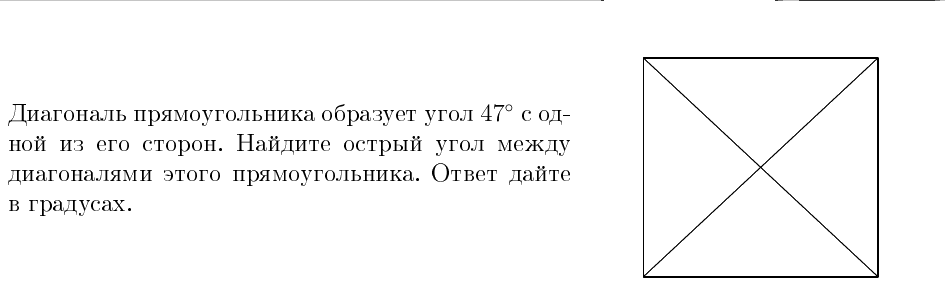 Диагональ прямоугольника образует угол 47° с од-
ной из его сторон. Найдите острый угол между
диагоналями этого прямоугольника. Ответ дайте
в градусах.